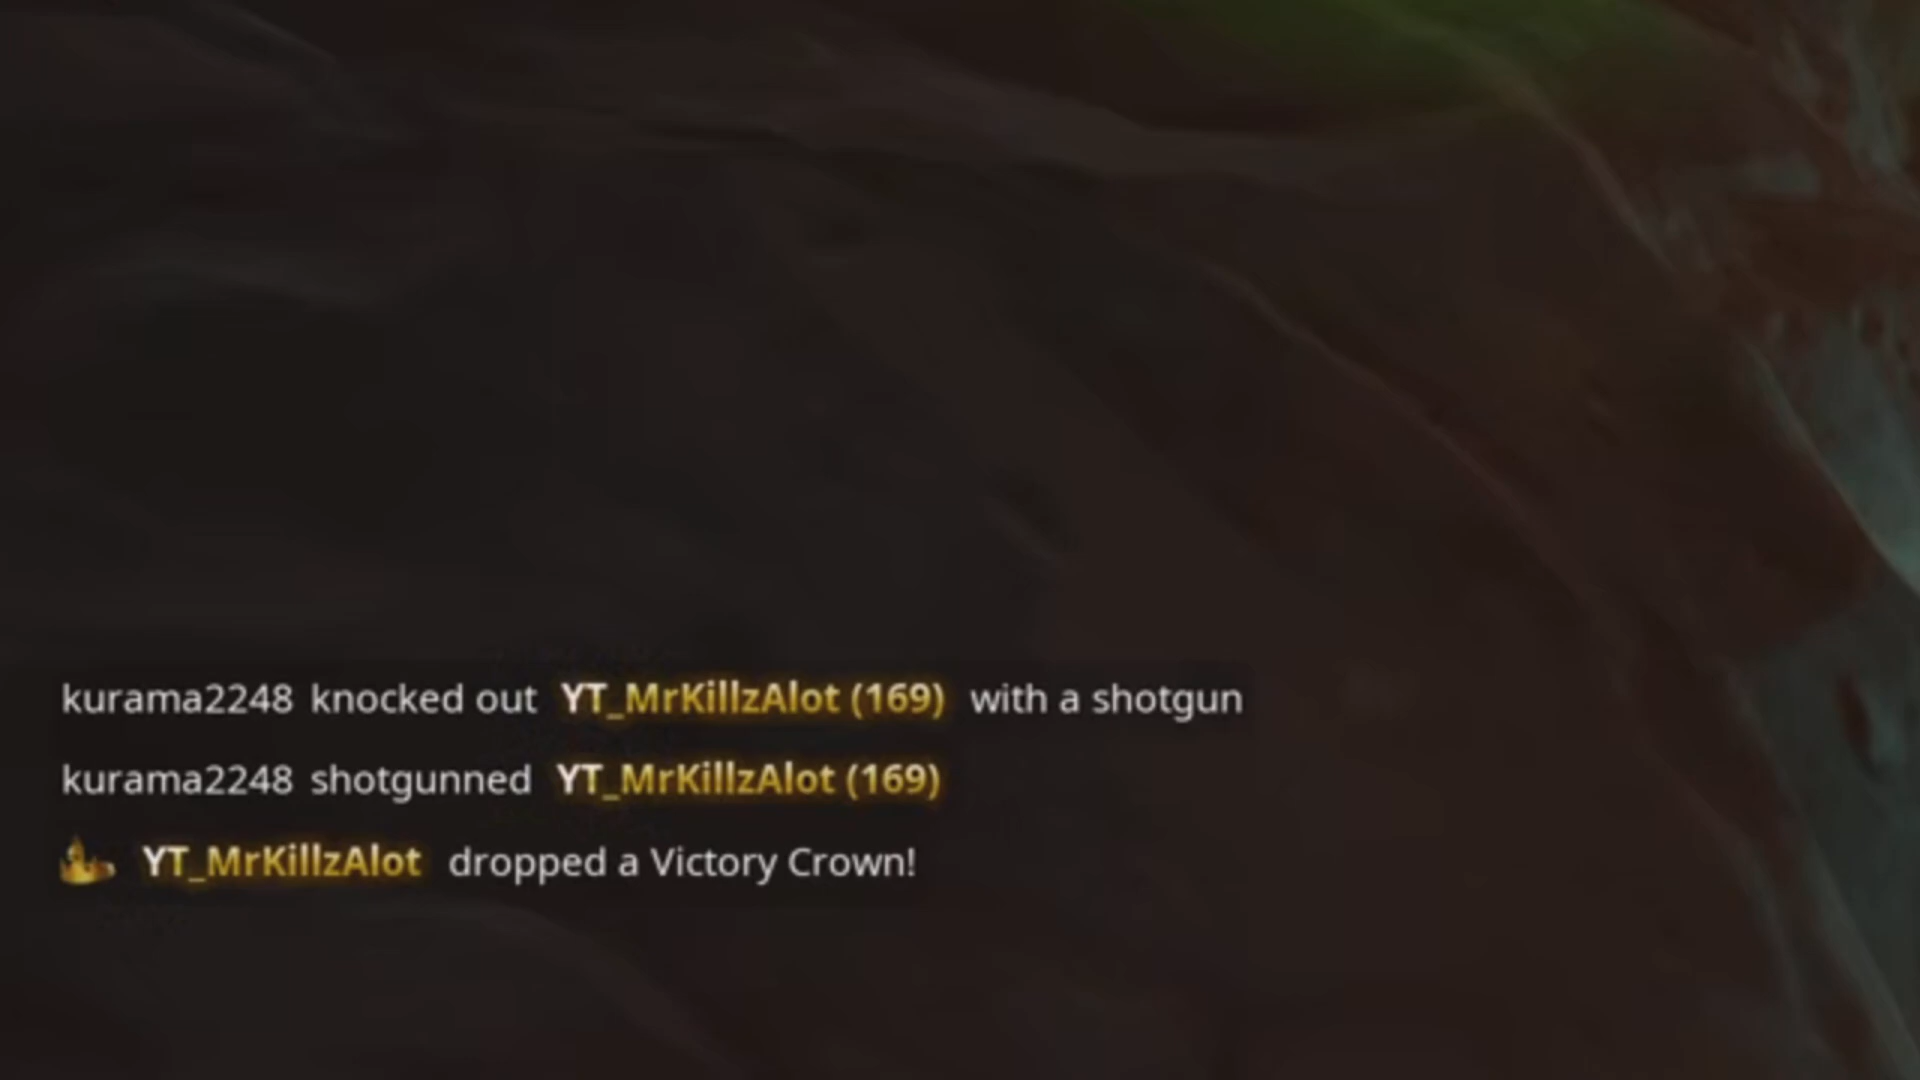 kurama2248 knocked out YT_MrKillzAlot (169) with a shotgun
kurama2248 shotgunned YT_MrKillzAlot (169)
YT_MrKillzAlot dropped a Victory Crown!